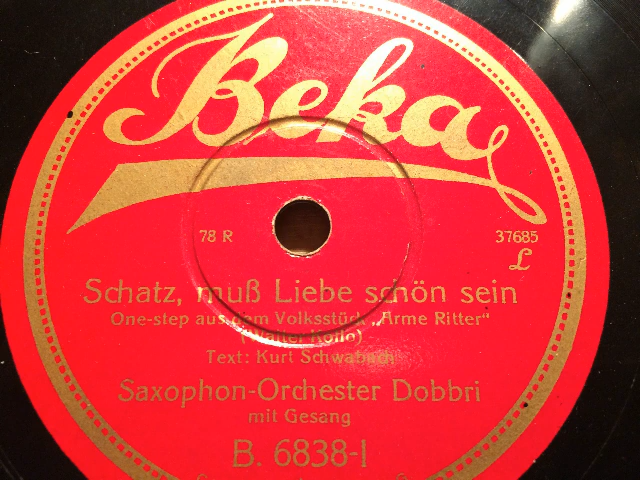 Beka
78 R
37685
L
Schatz, muß Liebe schön sein
One-step aus dem Volksstück „Arme Ritter"
(Walter Kollo)
Text: Kurt Schwabach
Saxophon-Orchester Dobbri
mit Gesang
B. 6838-I